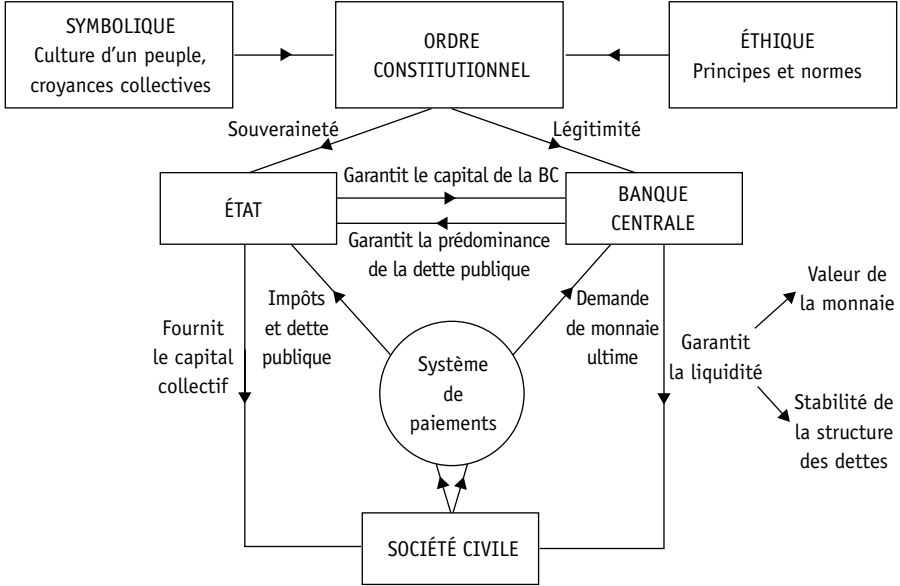 SYMBOLIQUE
Culture d'un peuple,
croyances collectives
ORDRE
CONSTITUTIONNEL
ÉTHIQUE
Principes et normes
Souveraineté
Légitimité
Garantit le capital de la BC
ÉTAT
BANQUE
CENTRALE
Garantit la prédominance
de la dette publique
Fournit
le capital
collectif
Impôts
et dette
publique
Système
de
paiements
Demande
de monnaie
ultime
Garantit
la liquidité
Valeur de
la monnaie
Stabilité de
la structure
des dettes
SOCIÉTÉ CIVILE